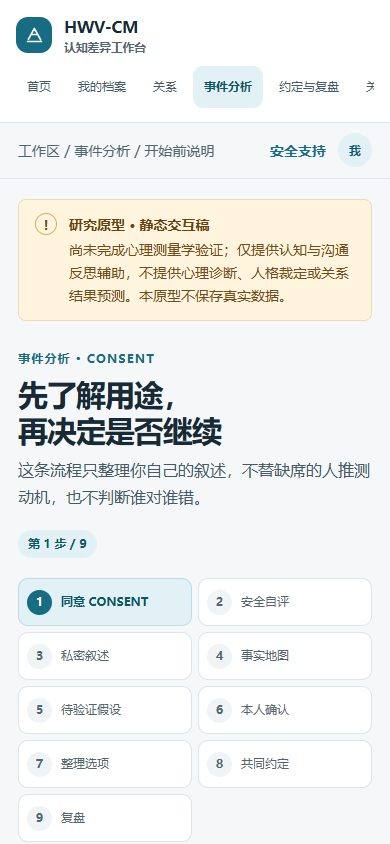 HWV-CM
认知差异工作台
首页 我的档案 关系 事件分析 约定与复盘
工作区 / 事件分析 / 开始前说明 安全支持 我
! 研究原型 • 静态交互稿
尚未完成心理测量学验证；仅提供认知与沟通
反思辅助，不提供心理诊断、人格裁定或关系
结果预测。本原型不保存真实数据。
事件分析 • CONSENT
先了解用途，
再决定是否继续
这条流程只整理你自己的叙述，不替缺席的人推测
动机，也不判断谁对谁错。
第 1 步 / 9
1 同意 CONSENT
2 安全自评
3 私密叙述
4 事实地图
5 待验证假设
6 本人确认
7 整理选项
8 共同约定
9 复盘